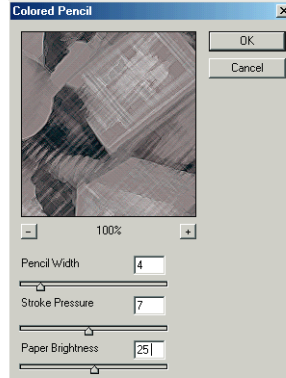 Colored Pencil
OK
Cancel
- 100% +
Pencil Width 4
Stroke Pressure 7
Paper Brightness 25